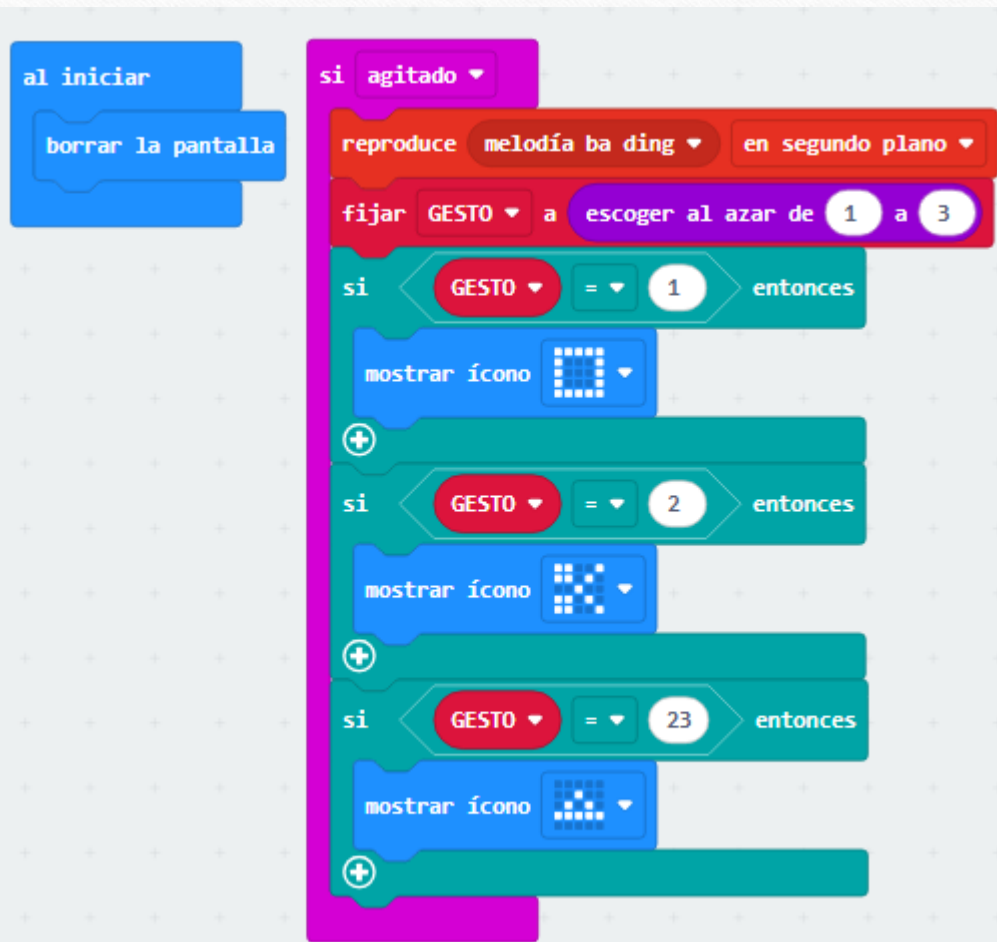 al iniciar
borrar la pantalla
si agitado
reproduce melodía ba ding en segundo plano
fijar GESTO a escoger al azar de 1 a 3
si GESTO = 1 entonces
mostrar ícono
si GESTO = 2 entonces
mostrar ícono
si GESTO = 23 entonces
mostrar ícono